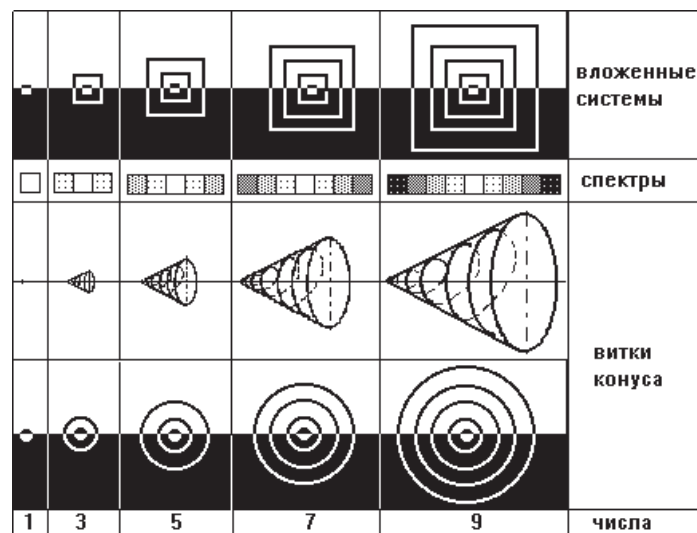 вложенные
системы
спектры
витки
конуса
1 3 5 7 9 числа